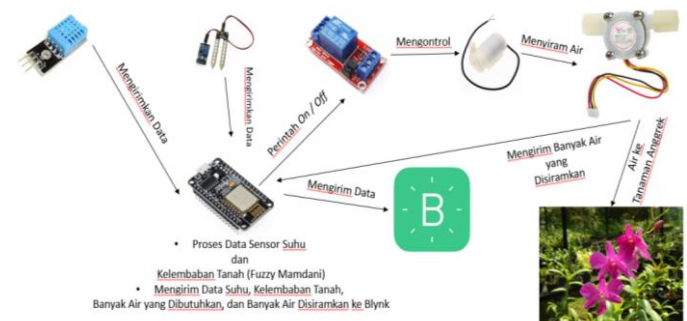 Mengirimkan Data
Mengirimkan Data
Perintah On / Off
Mengontrol
Menyiram Air
Mengirim Banyak Air
yang
Disiramkan
Air ke
Tanaman Anggrek
Mengirim Data
B
• Proses Data Sensor Suhu
dan
Kelembaban Tanah (Fuzzy Mamdani)
• Mengirim Data Suhu, Kelembaban Tanah,
Banyak Air yang Dibutuhkan, dan Banyak Air Disiramkan ke Blynk